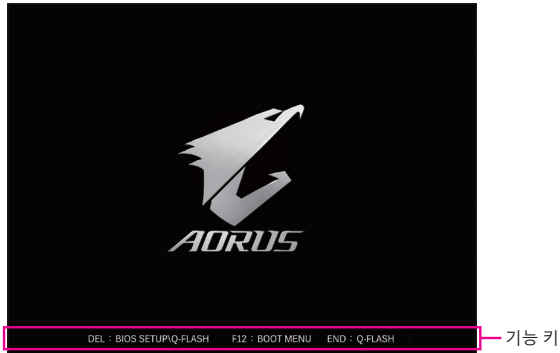 AORUS
DEL : BIOS SETUP\Q-FLASH F12 : BOOT MENU END : Q-FLASH
기능 키